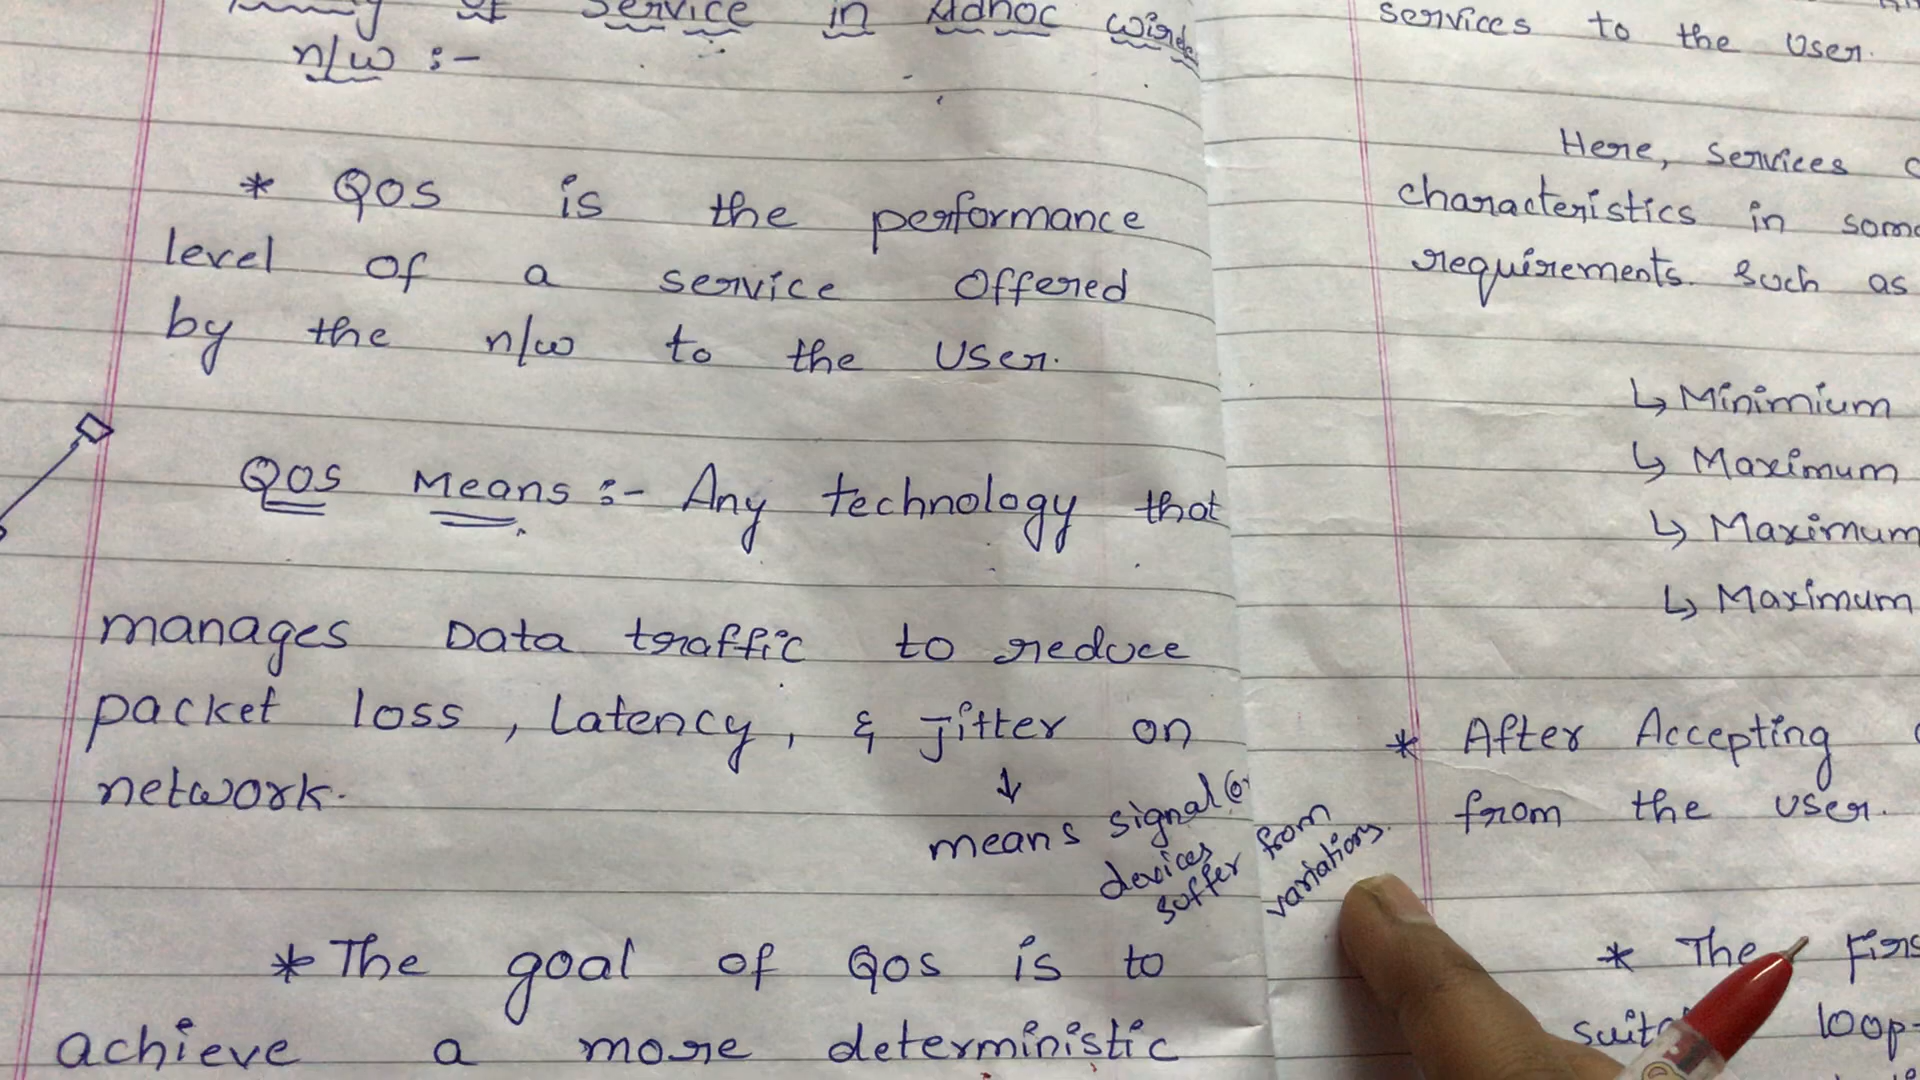 of Service in Adhoc
n/w :-
* QOS is the performance
level of a service Offered
by the n/w to the User.
QOS Means :- Any technology that
manages Data traffic to reduce
packet loss, Latency, & Jitter on
network.
↓
means signal (or
devices
suffer from
variations.
* The goal of QoS is to
achieve a more deterministic
services to the User.
Here, Services
characteristics in some
requirements. Such as
↳ Minimium
↳ Maximum
↳ Maximum
↳ Maximum
* After Accepting
from the user.
* The
loop-